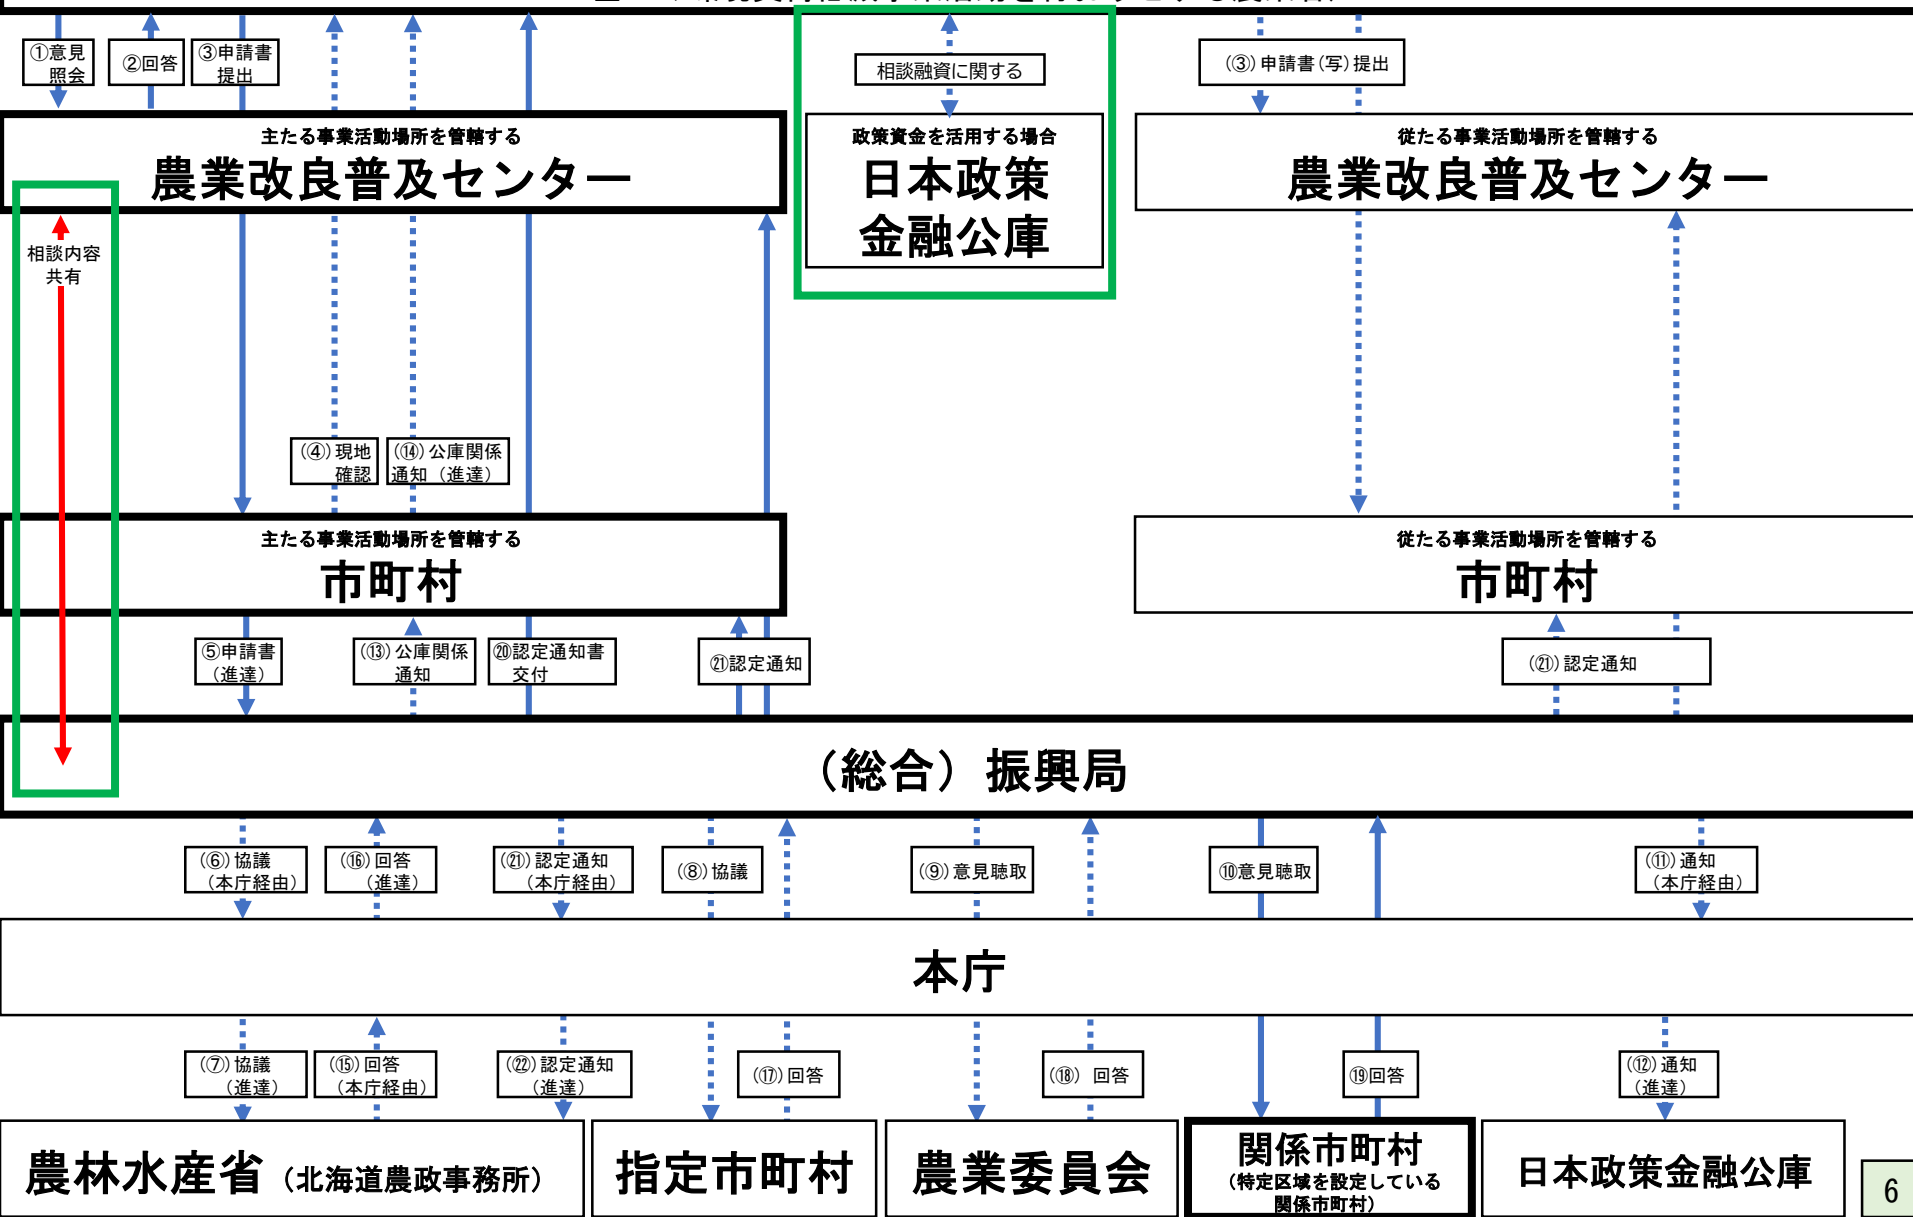 ①意見
照会
②回答
③申請書
提出
相談融資に関する
(③)申請書(写)提出
主たる事業活動場所を管轄する
農業改良普及センター
政策資金を活用する場合
日本政策
金融公庫
従たる事業活動場所を管轄する
農業改良普及センター
相談内容
共有
(④)現地
確認
(⑭)公庫関係
通知（進達）
主たる事業活動場所を管轄する
市町村
従たる事業活動場所を管轄する
市町村
⑤申請書
（進達）
(⑬)公庫関係
通知
⑳認定通知書
交付
㉑認定通知
(㉑)認定通知
（総合）振興局
(⑥)協議
（本庁経由）
(⑯)回答
（進達）
(㉑)認定通知
（本庁経由）
(⑧)協議
(⑨)意見聴取
⑩意見聴取
(⑪)通知
（本庁経由）
本庁
(⑦)協議
（進達）
(⑮)回答
（本庁経由）
(㉒)認定通知
（進達）
(⑰)回答
(⑱) 回答
⑲回答
(⑫)通知
（進達）
農林水産省（北海道農政事務所）
指定市町村
農業委員会
関係市町村
（特定区域を設定している
関係市町村）
日本政策金融公庫
6